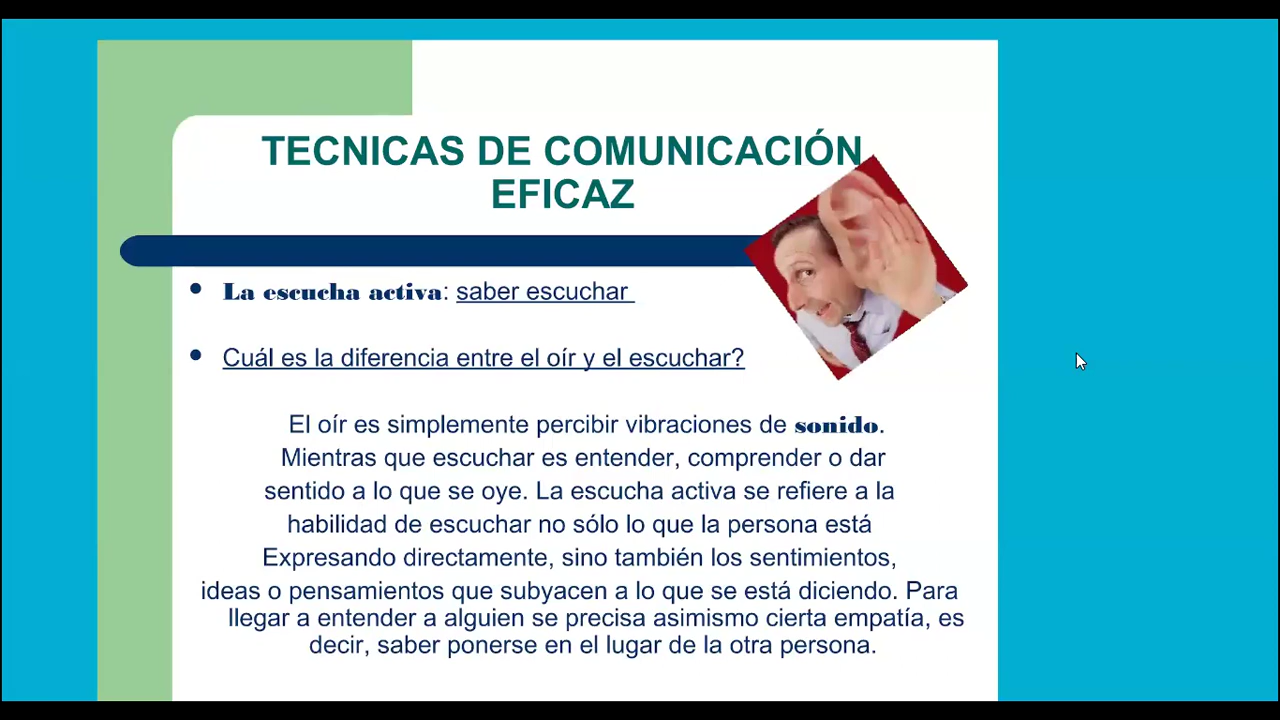 TECNICAS DE COMUNICACIÓN
EFICAZ
La escucha activa: saber escuchar
Cuál es la diferencia entre el oír y el escuchar?
El oír es simplemente percibir vibraciones de sonido.
Mientras que escuchar es entender, comprender o dar
sentido a lo que se oye. La escucha activa se refiere a la
habilidad de escuchar no sólo lo que la persona está
Expresando directamente, sino también los sentimientos,
ideas o pensamientos que subyacen a lo que se está diciendo. Para
llegar a entender a alguien se precisa asimismo cierta empatía, es
decir, saber ponerse en el lugar de la otra persona.